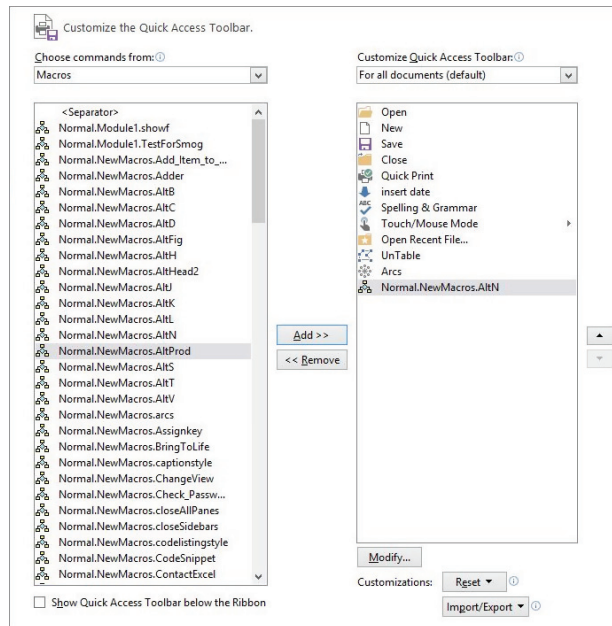 Customize the Quick Access Toolbar.
Choose commands from:
Macros
<Separator>
Normal.Module1.showf
Normal.Module1.TestForSmog
Normal.NewMacros.Add_Item_to_...
Normal.NewMacros.Adder
Normal.NewMacros.AltB
Normal.NewMacros.AltC
Normal.NewMacros.AltD
Normal.NewMacros.AltFig
Normal.NewMacros.AltH
Normal.NewMacros.AltHead2
Normal.NewMacros.AltJ
Normal.NewMacros.AltK
Normal.NewMacros.AltL
Normal.NewMacros.AltN
Normal.NewMacros.AltProd
Normal.NewMacros.AltS
Normal.NewMacros.AltT
Normal.NewMacros.AltV
Normal.NewMacros.arcs
Normal.NewMacros.Assignkey
Normal.NewMacros.BringToLife
Normal.NewMacros.captionstyle
Normal.NewMacros.ChangeView
Normal.NewMacros.Check_Passw...
Normal.NewMacros.closeAllPanes
Normal.NewMacros.closeSidebars
Normal.NewMacros.codelistingstyle
Normal.NewMacros.CodeSnippet
Normal.NewMacros.ContactExcel
Show Quick Access Toolbar below the Ribbon
Add >>
<< Remove
Customize Quick Access Toolbar:
For all documents (default)
Open
New
Save
Close
Quick Print
insert date
ABC
Spelling & Grammar
Touch/Mouse Mode
Open Recent File...
UnTable
Arcs
Normal.NewMacros.AltN
Modify...
Customizations:
Reset
Import/Export